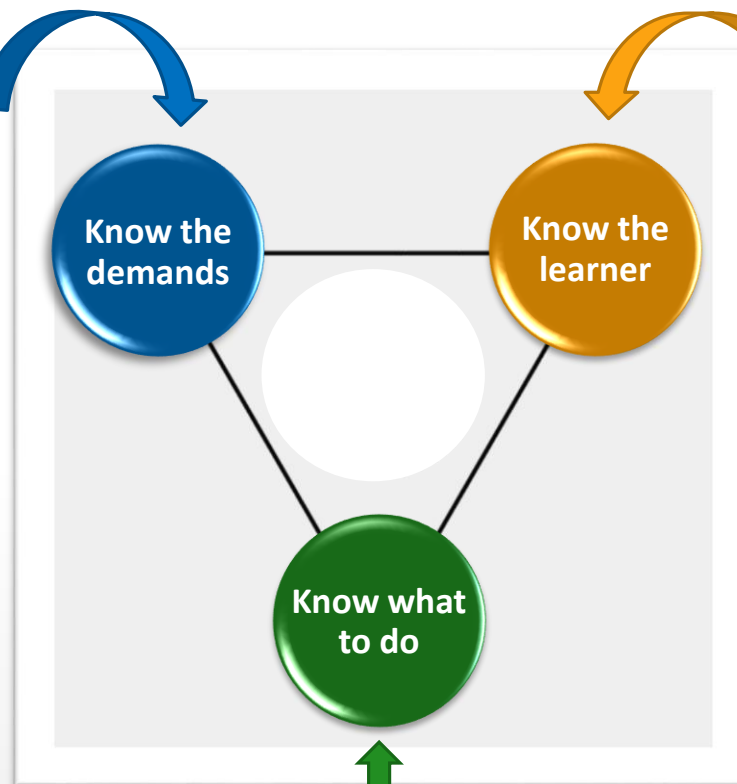 Know the
demands
Know the
learner
Know what
to do